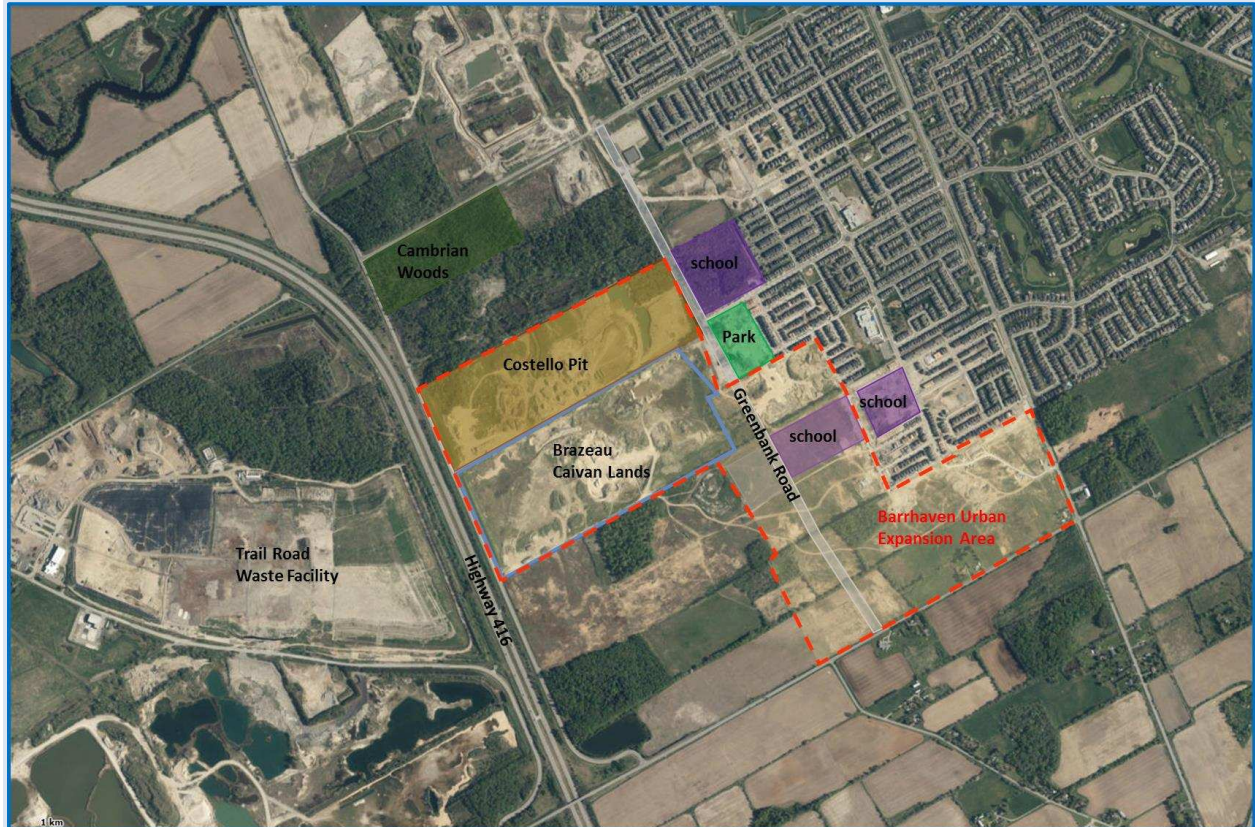 Cambrian
Woods
school
Park
Costello Pit
school
Greenbank Road
school
Brazeau
Caivan Lands
Barrhaven Urban
Expansion Area
Trail Road
Waste Facility
Highway 416
1 km